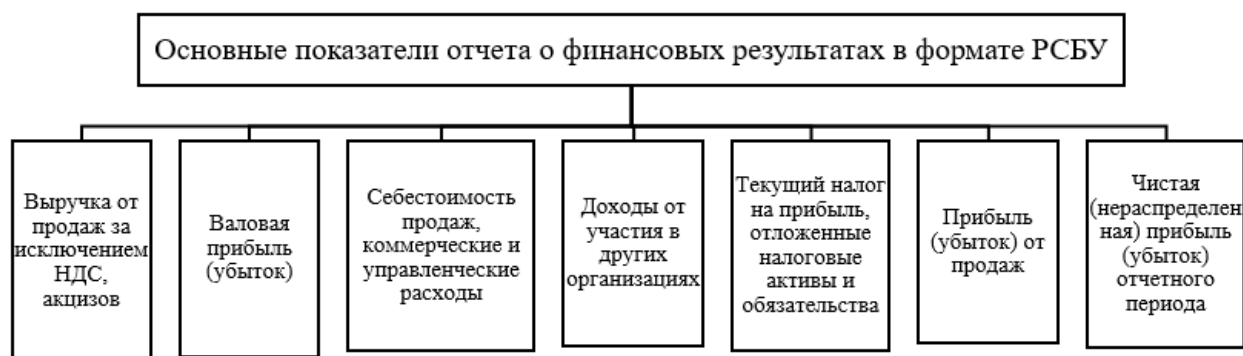 Основные показатели отчета о финансовых результатах в формате РСБУ
Выручка от
продаж за
исключением
НДС,
акцизов
Валовая
прибыль
(убыток)
Себестоимость
продаж,
коммерческие и
управленческие
расходы
Доходы от
участия в
других
организациях
Текущий налог
на прибыль,
отложенные
налоговые
активы и
обязательства
Прибыль
(убыток) от
продаж
Чистая
(нераспределен
ная) прибыль
(убыток)
отчетного
периода